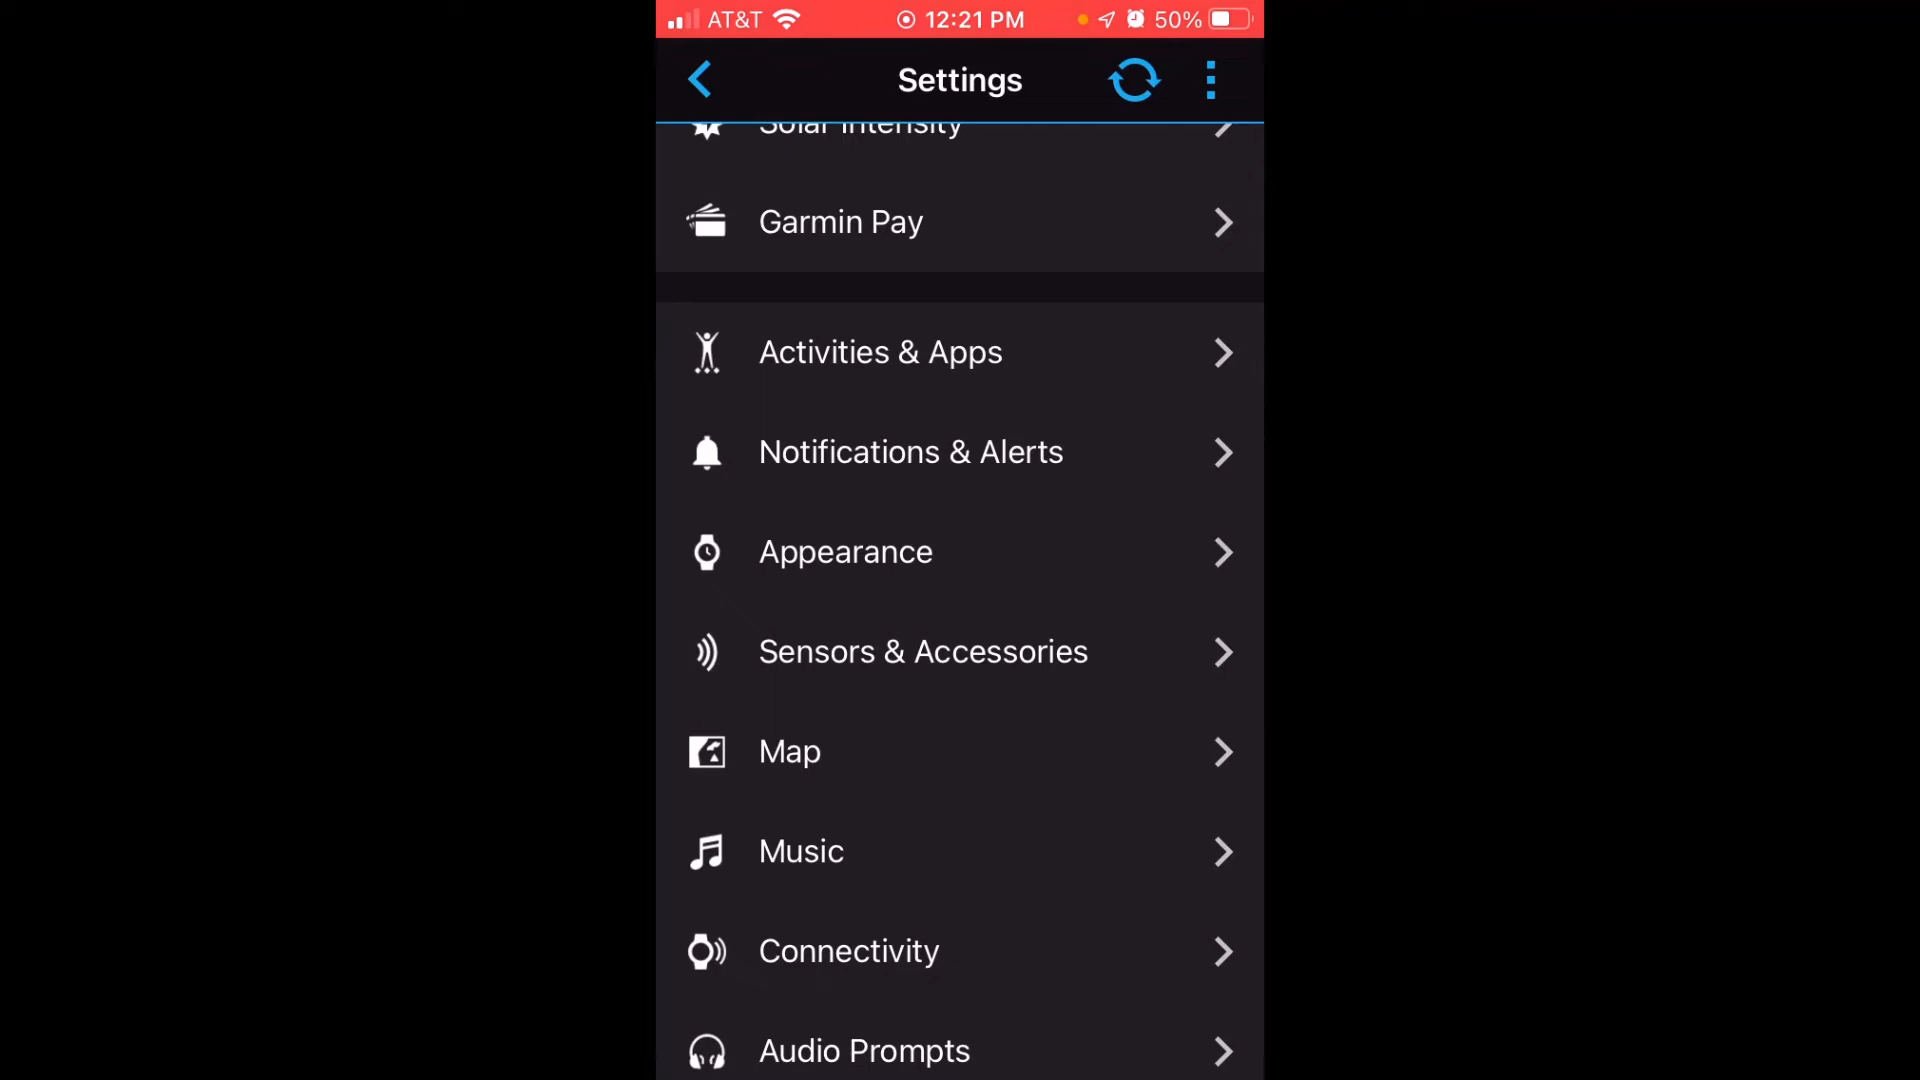 AT&T 12:21 PM 50%
Settings
Solar Intensity
Garmin Pay
Activities & Apps
Notifications & Alerts
Appearance
Sensors & Accessories
Map
Music
Connectivity
Audio Prompts